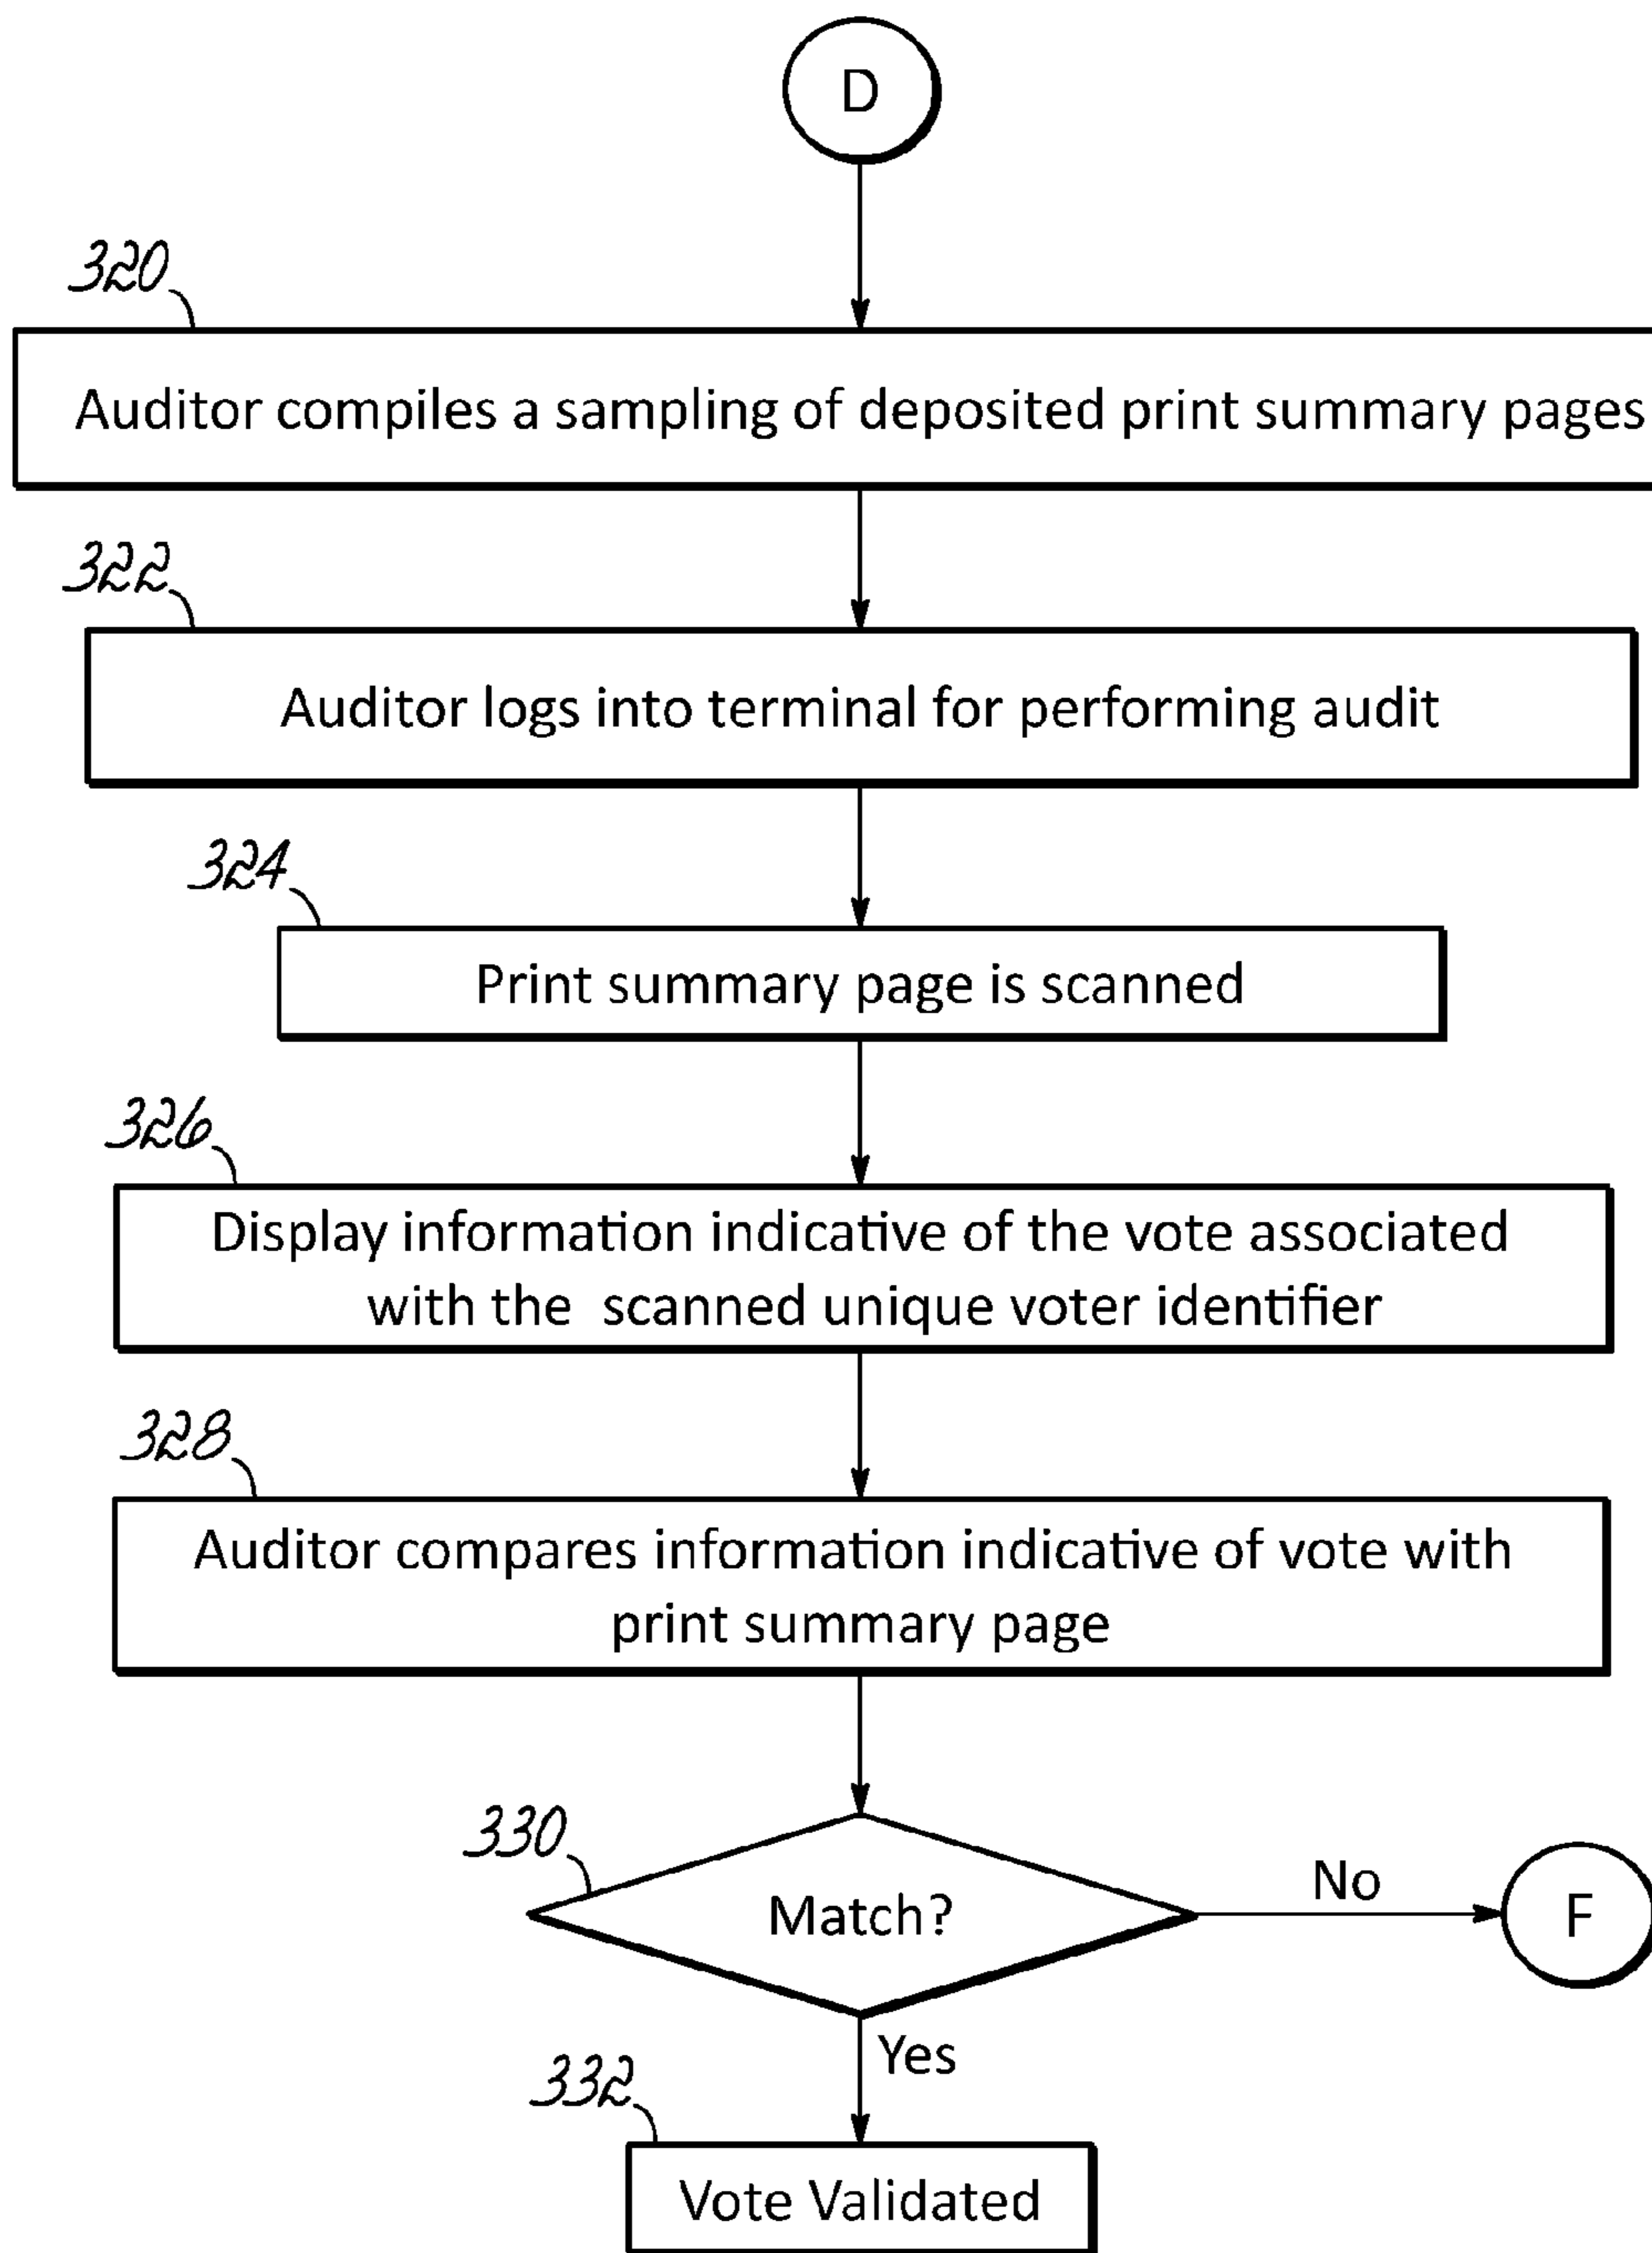 D
320
Auditor compiles a sampling of deposited print summary pages
322
Auditor logs into terminal for performing audit
324
Print summary page is scanned
326
Display information indicative of the vote associated
with the scanned unique voter identifier
328
Auditor compares information indicative of vote with
print summary page
330
Match?
No
F
Yes
332
Vote Validated